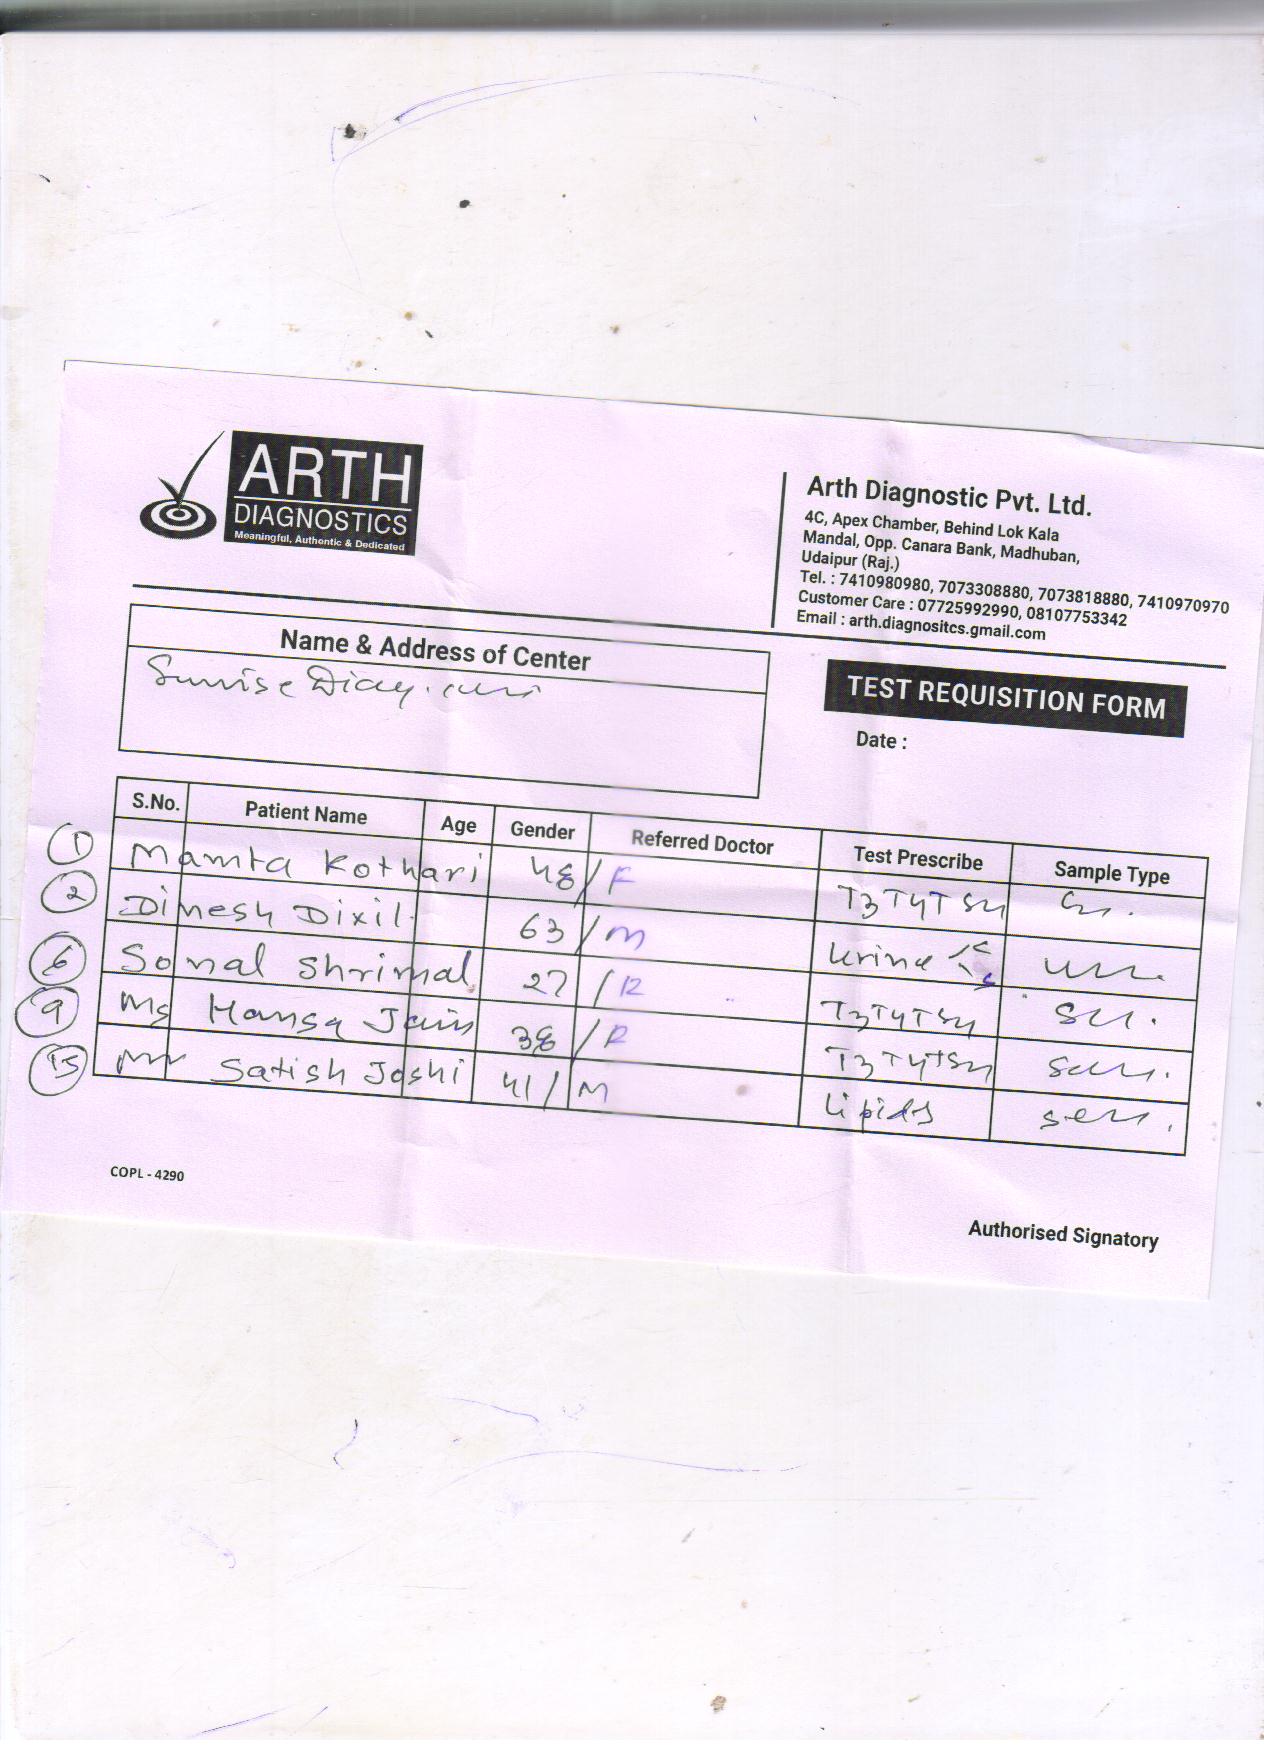 ARTH
DIAGNOSTICS
Meaningful, Authentic & Dedicated
Arth Diagnostic Pvt. Ltd.
4C, Apex Chamber, Behind Lok Kala
Mandal, Opp. Canara Bank, Madhuban,
Udaipur (Raj.)
Tel. : 7410980980, 7073308880, 7073818880, 7410970970
Customer Care : 07725992990, 08107753342
Email : arth.diagnositcs.gmail.com
Name & Address of Center
Sunrise
TEST REQUISITION FORM
Date :
S.No. Patient Name Age Gender Referred Doctor Test Prescribe Sample Type
1 Mamta Kothari 48/F T3T4TSH
2 Dinesh Dixit 63/M Urine
6 Sonal Shrimal 27/ T3T4TSH
9 Ms Hansa Jain 38/ T3T4TSH
15 Mr Satish Joshi 41/M Lipids
COPL - 4290
Authorised Signatory